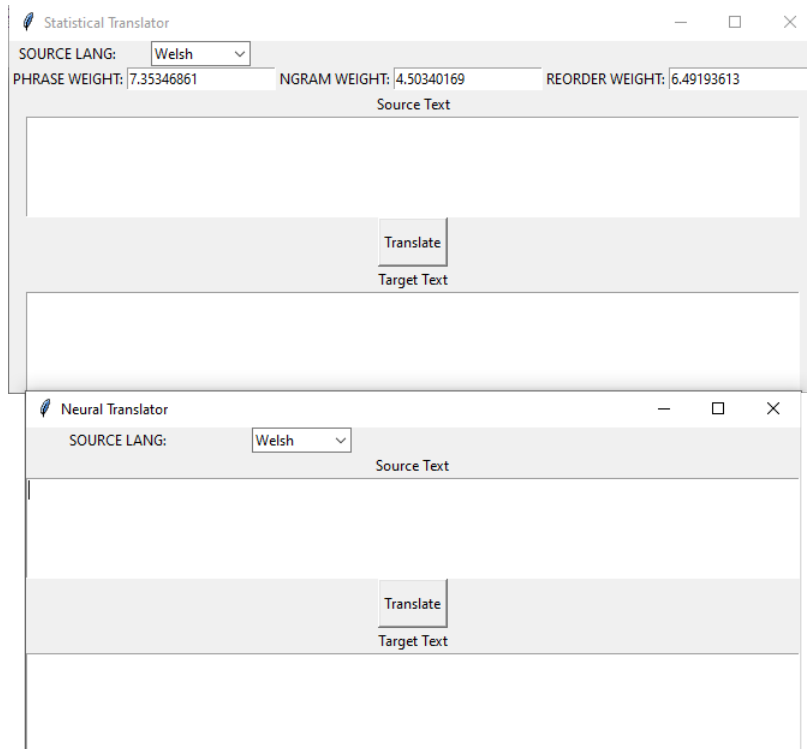 Statistical Translator
SOURCE LANG: Welsh
PHRASE WEIGHT: 7.35346861 NGRAM WEIGHT: 4.50340169 REORDER WEIGHT: 6.49193613
Source Text
Translate
Target Text
Neural Translator
SOURCE LANG: Welsh
Source Text
Translate
Target Text